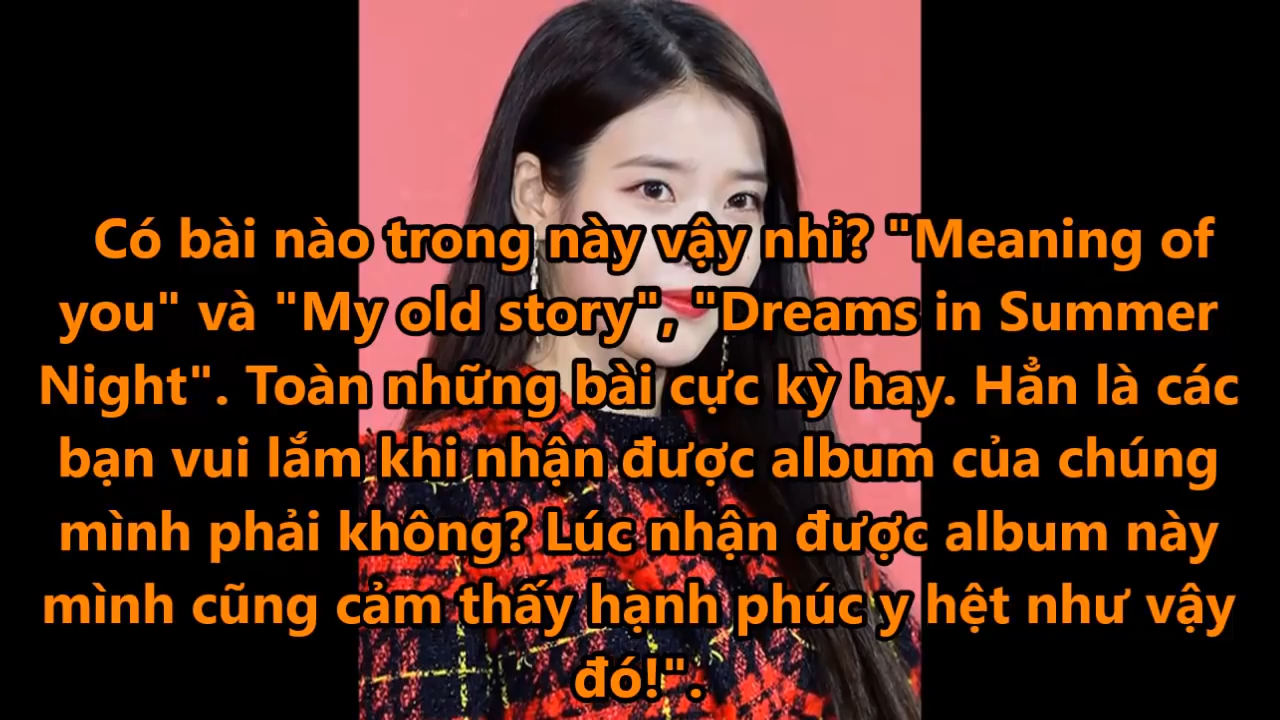 Có bài nào trong này vậy nhỉ? "Meaning of
you" và "My old story", "Dreams in Summer
Night". Toàn những bài cực kỳ hay. Hẳn là các
bạn vui lắm khi nhận được album của chúng
mình phải không? Lúc nhận được album này
mình cũng cảm thấy hạnh phúc y hệt như vậy
đó!".